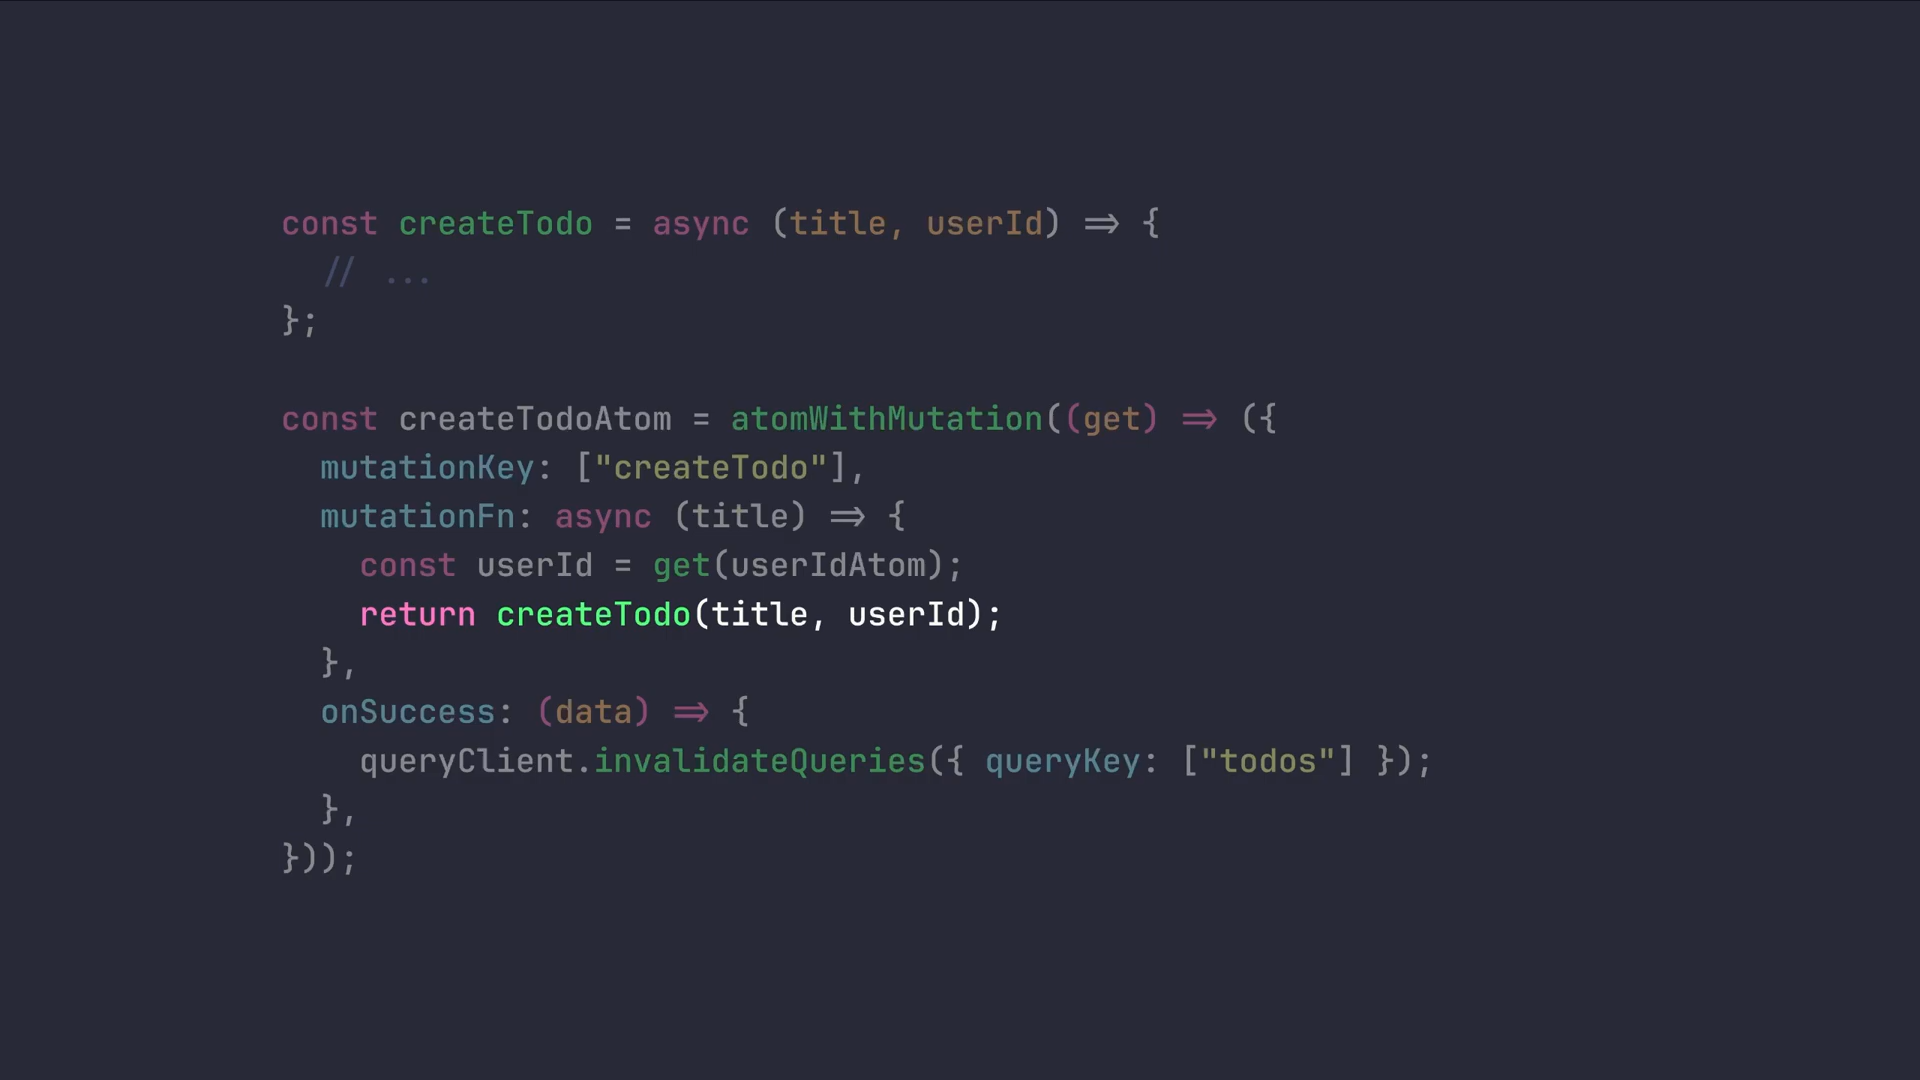 const createTodo = async (title, userId) => {
  // ...
};

const createTodoAtom = atomWithMutation((get) => ({
  mutationKey: ["createTodo"],
  mutationFn: async (title) => {
    const userId = get(userIdAtom);
    return createTodo(title, userId);
  },
  onSuccess: (data) => {
    queryClient.invalidateQueries({ queryKey: ["todos"] });
  },
}));